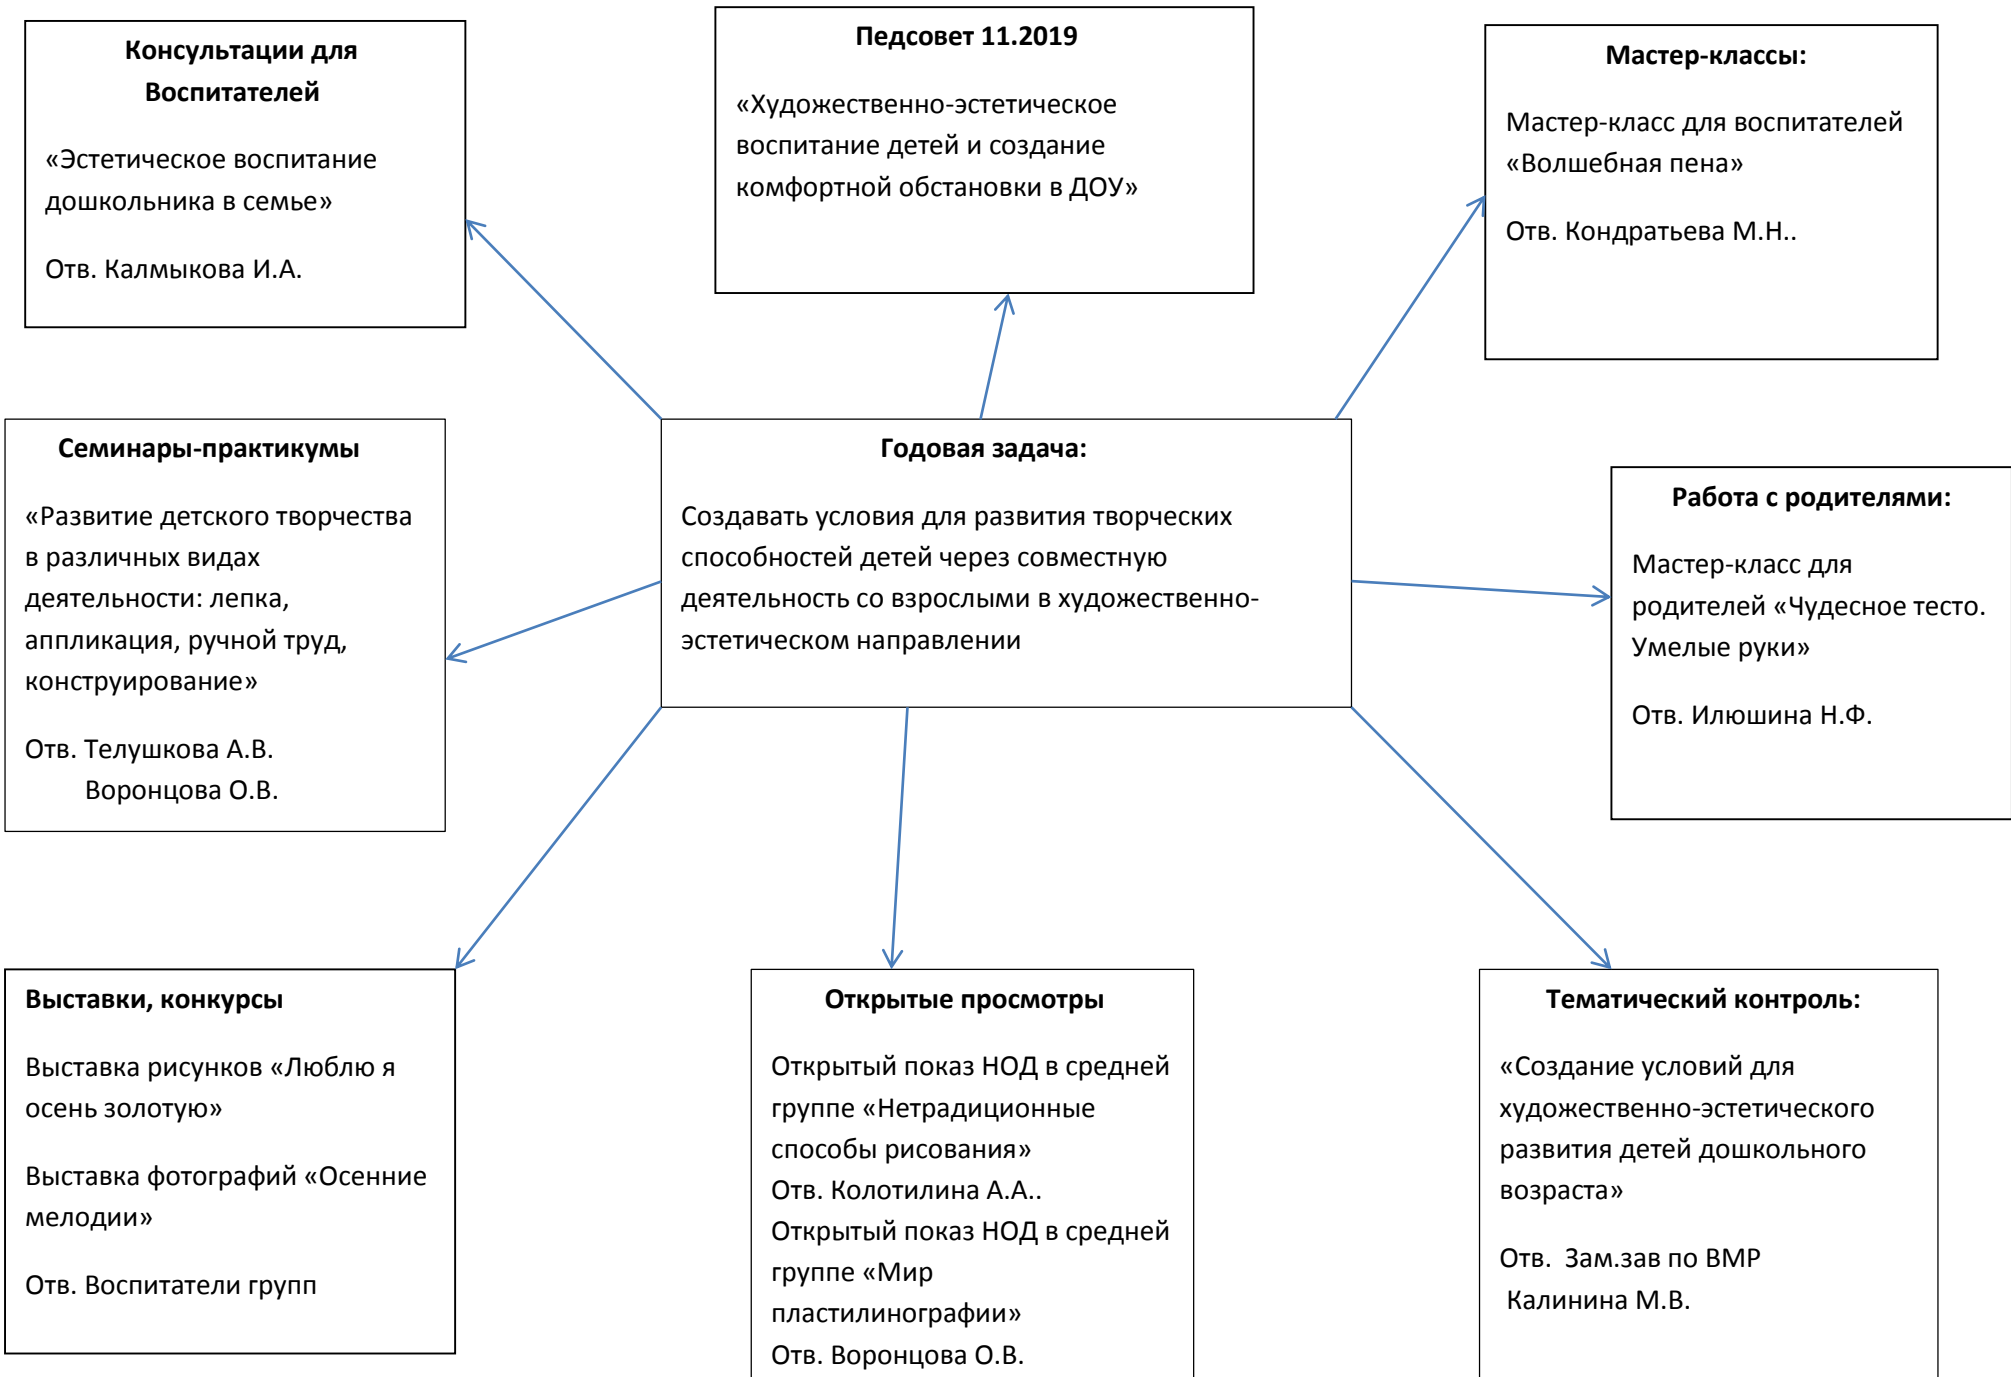 Консультации для
Воспитателей
«Эстетическое воспитание
дошкольника в семье»
Отв. Калмыкова И.А.
Педсовет 11.2019
«Художественно-эстетическое
воспитание детей и создание
комфортной обстановки в ДОУ»
Мастер-классы:
Мастер-класс для воспитателей
«Волшебная пена»
Отв. Кондратьева М.Н..
Семинары-практикумы
«Развитие детского творчества
в различных видах
деятельности: лепка,
аппликация, ручной труд,
конструирование»
Отв. Телушкова А.В.
Воронцова О.В.
Годовая задача:
Создавать условия для развития творческих
способностей детей через совместную
деятельность со взрослыми в художественно-
эстетическом направлении
Работа с родителями:
Мастер-класс для
родителей «Чудесное тесто.
Умелые руки»
Отв. Илюшина Н.Ф.
Выставки, конкурсы
Выставка рисунков «Люблю я
осень золотую»
Выставка фотографий «Осенние
мелодии»
Отв. Воспитатели групп
Открытые просмотры
Открытый показ НОД в средней
группе «Нетрадиционные
способы рисования»
Отв. Колотилина А.А..
Открытый показ НОД в средней
группе «Мир
пластилинографии»
Отв. Воронцова О.В.
Тематический контроль:
«Создание условий для
художественно-эстетического
развития детей дошкольного
возраста»
Отв.  Зам.зав по ВМР
Калинина М.В.